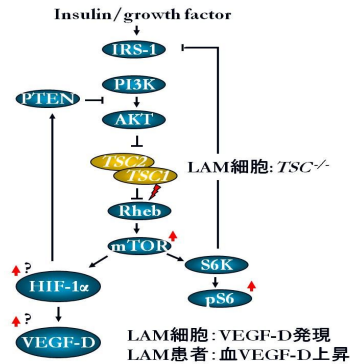 Insulin/growth factor
IRS-1
PI3K
PTEN
AKT
TSC2
TSC1
LAM細胞: TSC-/-
Rheb
mTOR
S6K
?
HIF-1α
pS6
?
VEGF-D
LAM細胞:VEGF-D発現
LAM患者:血VEGF-D上昇